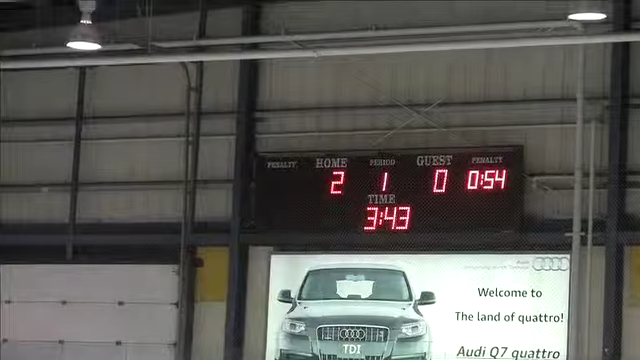 PENALTY HOME PERIOD GUEST PENALTY
2 1 0 0:54
TIME
3:43
Audi
Welcome to
The land of quattro!
Audi Q7 quattro
TDI